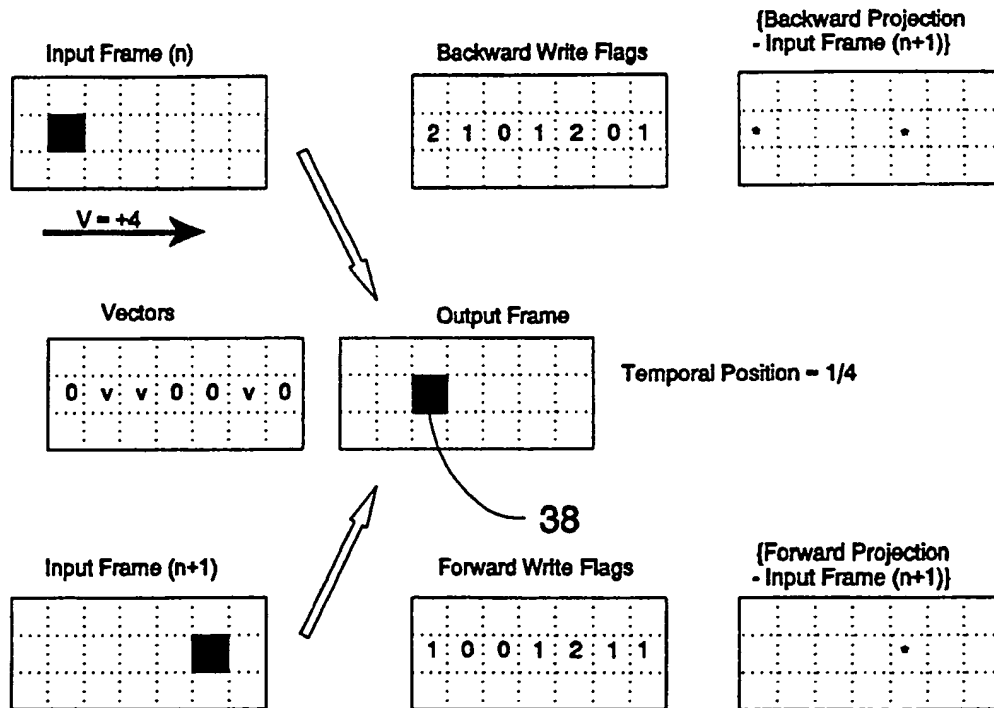 Input Frame (n)
Backward Write Flags
{Backward Projection
- Input Frame (n+1)}
2 1 0 1 2 0 1
* *
V = +4
Vectors
Output Frame
0 v v 0 0 v 0
Temporal Position = 1/4
38
Input Frame (n+1)
Forward Write Flags
{Forward Projection
- Input Frame (n+1)}
1 0 0 1 2 1 1
*